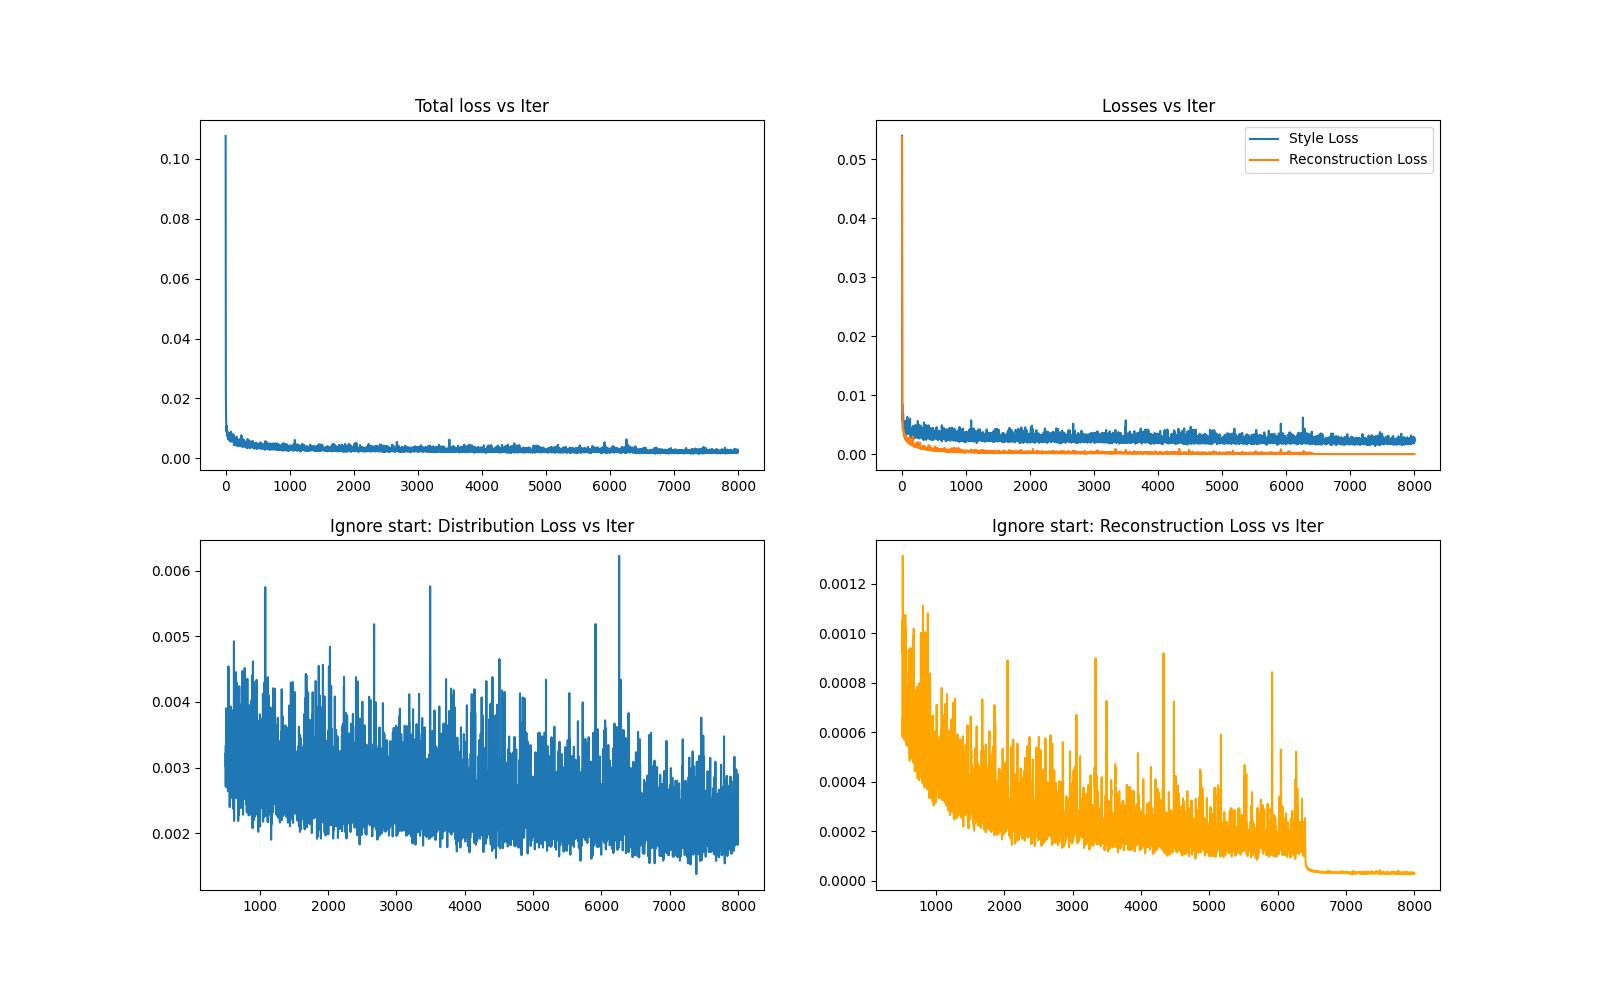 Total loss vs Iter
0.10
0.08
0.06
0.04
0.02
0.00
0 1000 2000 3000 4000 5000 6000 7000 8000
Losses vs Iter
Style Loss
Reconstruction Loss
0.05
0.04
0.03
0.02
0.01
0.00
0 1000 2000 3000 4000 5000 6000 7000 8000
Ignore start: Distribution Loss vs Iter
0.006
0.005
0.004
0.003
0.002
1000 2000 3000 4000 5000 6000 7000 8000
Ignore start: Reconstruction Loss vs Iter
0.0012
0.0010
0.0008
0.0006
0.0004
0.0002
0.0000
1000 2000 3000 4000 5000 6000 7000 8000